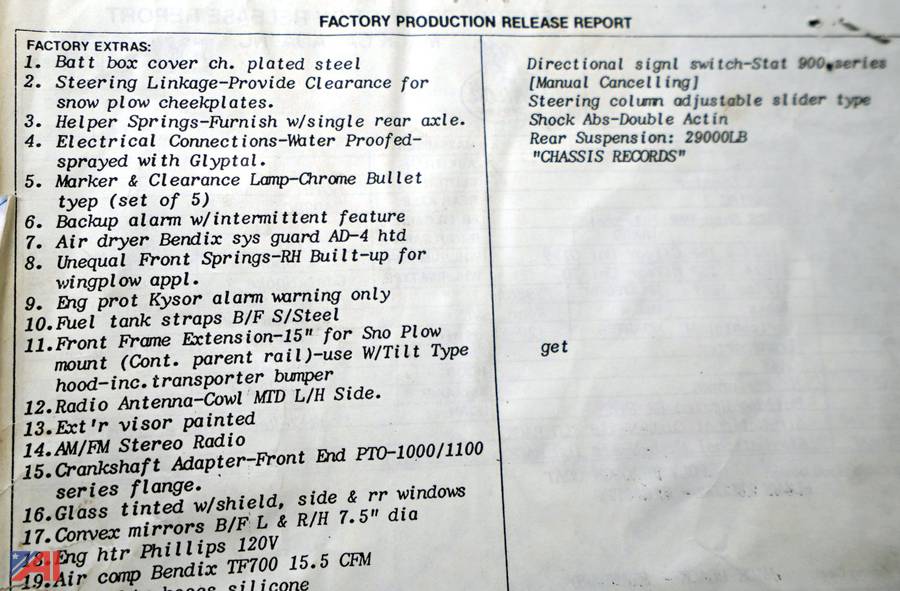 FACTORY PRODUCTION RELEASE REPORT
FACTORY EXTRAS:
1. Batt box cover ch. plated steel
2. Steering Linkage-Provide Clearance for
snow plow cheekplates.
3. Helper Springs-Furnish w/single rear axle.
4. Electrical Connections-Water Proofed-
sprayed with Glyptal.
5. Marker & Clearance Lamp-Chrome Bullet
tyep (set of 5)
6. Backup alarm w/intermittent feature
7. Air dryer Bendix sys guard AD-4 htd
8. Unequal Front Springs-RH Built-up for
wingplow appl.
9. Eng prot Kysor alarm warning only
10.Fuel tank straps B/F S/Steel
11.Front Frame Extension-15" for Sno Plow
mount (Cont. parent rail)-use W/Tilt Type
hood-inc.transporter bumper
12.Radio Antenna-Cowl MTD L/H Side.
13.Ext'r visor painted
14.AM/FM Stereo Radio
15.Crankshaft Adapter-Front End PTO-1000/1100
series flange.
16.Glass tinted w/shield, side & rr windows
17.Convex mirrors B/F L & R/H 7.5" dia
18.Eng htr Phillips 120V
19.Air comp Bendix TF700 15.5 CFM
hoses silicone
Directional signl switch-Stat 900 series
[Manual Cancelling]
Steering column adjustable slider type
Shock Abs-Double Actin
Rear Suspension: 29000LB
"CHASSIS RECORDS"
get
AI